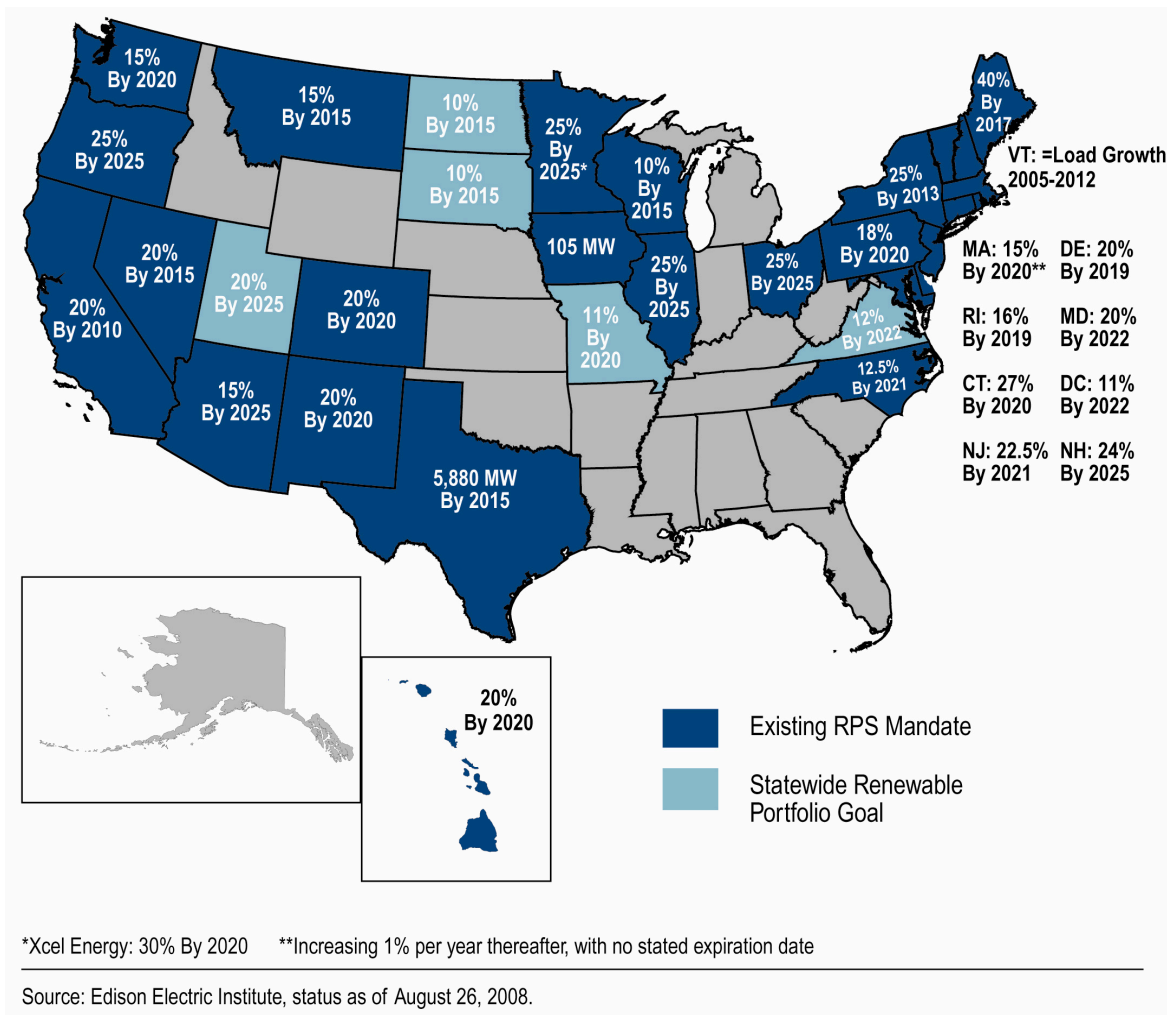 15%
By 2020
25%
By 2025
15%
By 2015
10%
By 2015
10%
By 2015
25%
By
2025*
10%
By
2015
40%
By
2017
VT: =Load Growth
2005-2012
25%
By 2013
18%
By 2020
105 MW
25%
By
2025
25%
By 2025
20%
By 2015
20%
By 2025
20%
By 2010
20%
By 2020
11%
By
2020
12%
By 2022
12.5%
By 2021
15%
By 2025
20%
By 2020
5,880 MW
By 2015
MA: 15%
By 2020**
DE: 20%
By 2019
RI: 16%
By 2019
MD: 20%
By 2022
CT: 27%
By 2020
DC: 11%
By 2022
NJ: 22.5%
By 2021
NH: 24%
By 2025
20%
By 2020
Existing RPS Mandate
Statewide Renewable
Portfolio Goal
*Xcel Energy: 30% By 2020 **Increasing 1% per year thereafter, with no stated expiration date
Source: Edison Electric Institute, status as of August 26, 2008.